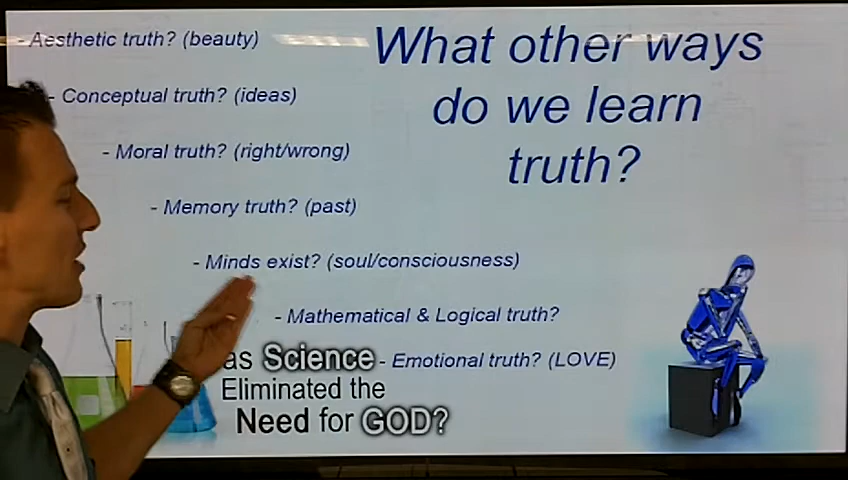 - Aesthetic truth? (beauty)
- Conceptual truth? (ideas)
- Moral truth? (right/wrong)
- Memory truth? (past)
- Minds exist? (soul/consciousness)
- Mathematical & Logical truth?
- Emotional truth? (LOVE)
What other ways
do we learn
truth?
as Science
Eliminated the
Need for GOD?